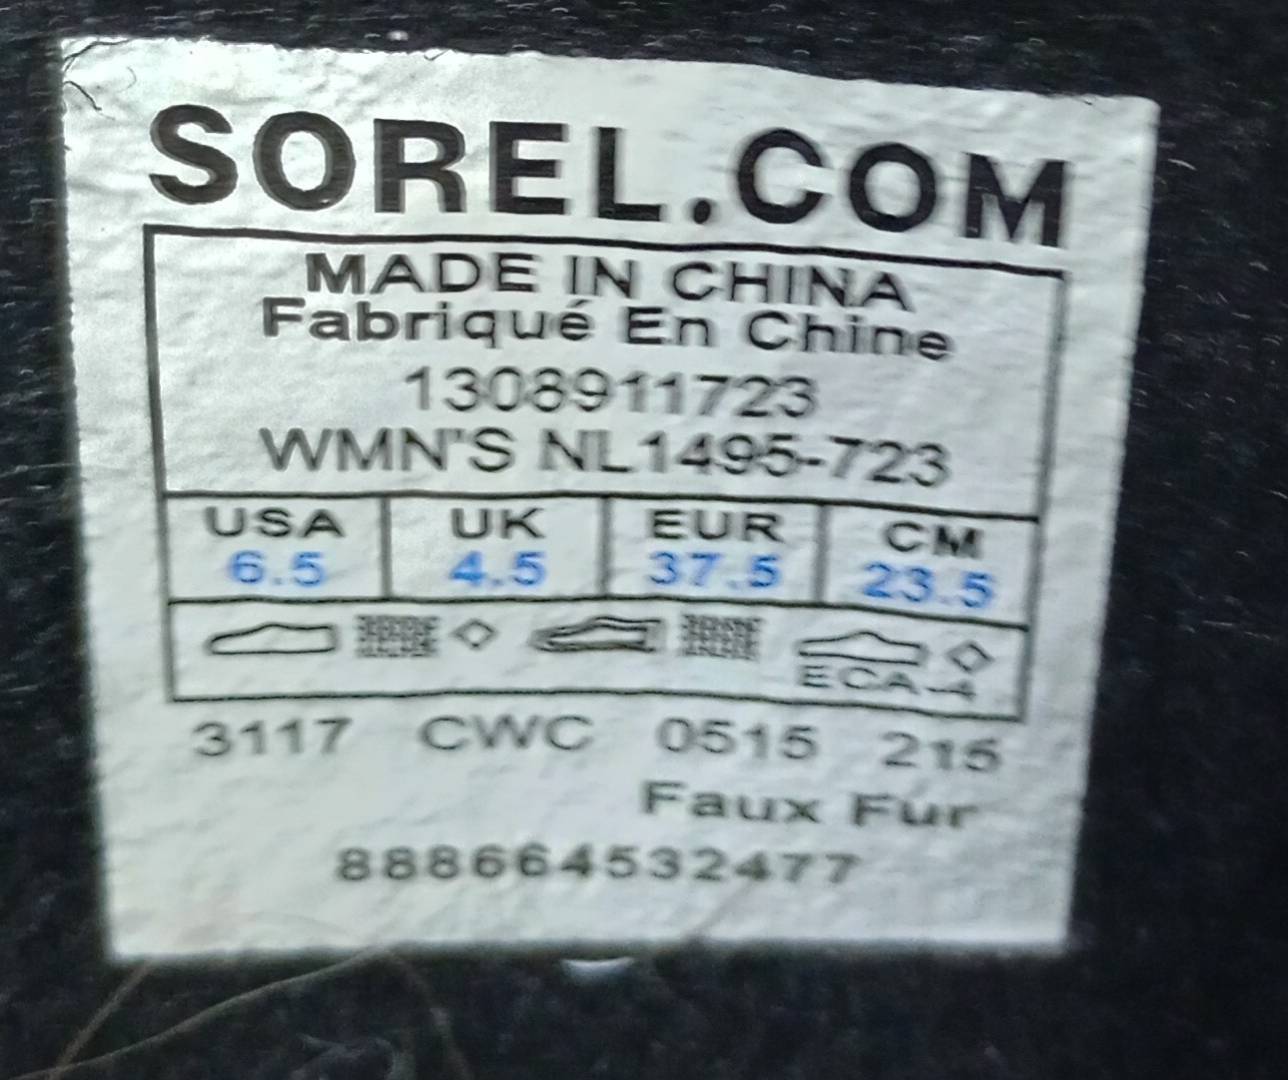 SOREL.COM
MADE IN CHINA
Fabriqué En Chine
1308911723
WMN'S NL1495-723
USA UK EUR CM
6.5 4.5 37.5 23.5
ECA-4
3117 CWC 0515 215
Faux Fur
888664532477